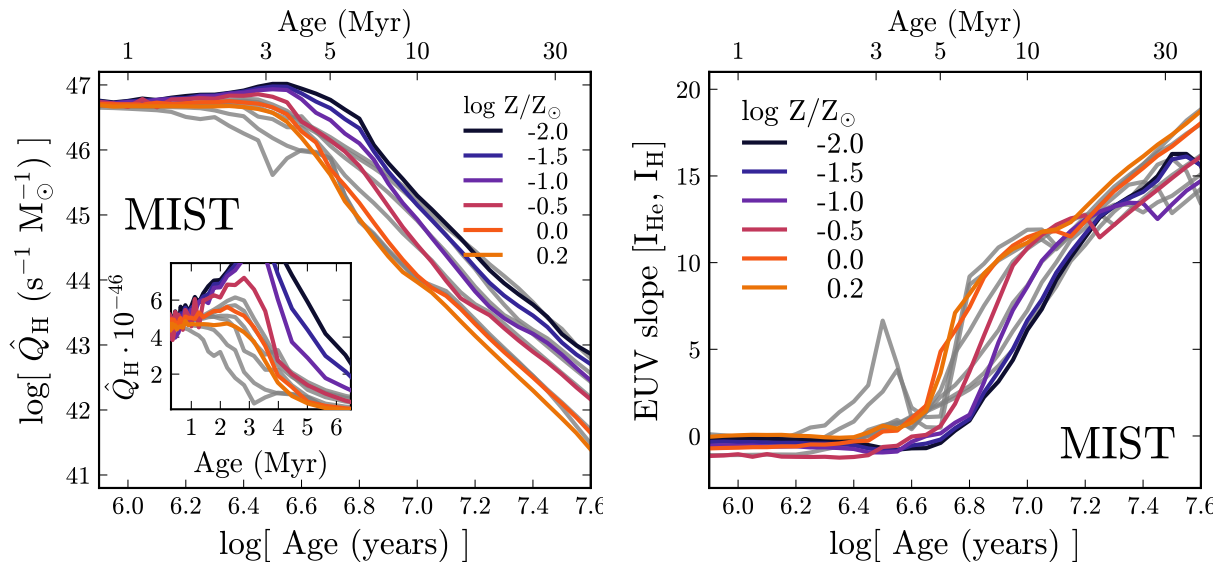 Age (Myr)
1 3 5 10 30
47
46
45
44
43
42
41
log[ Q̂_H (s⁻¹ M_⊙⁻¹) ]
log Z/Z_⊙
-2.0
-1.5
-1.0
-0.5
0.0
0.2
MIST
6
4
2
Q̂_H · 10⁻⁴⁶
1 2 3 4 5 6
Age (Myr)
6.0 6.2 6.4 6.6 6.8 7.0 7.2 7.4 7.6
log[ Age (years) ]
Age (Myr)
1 3 5 10 30
20
15
10
5
0
EUV slope [I_He, I_H]
log Z/Z_⊙
-2.0
-1.5
-1.0
-0.5
0.0
0.2
MIST
6.0 6.2 6.4 6.6 6.8 7.0 7.2 7.4 7.6
log[ Age (years) ]